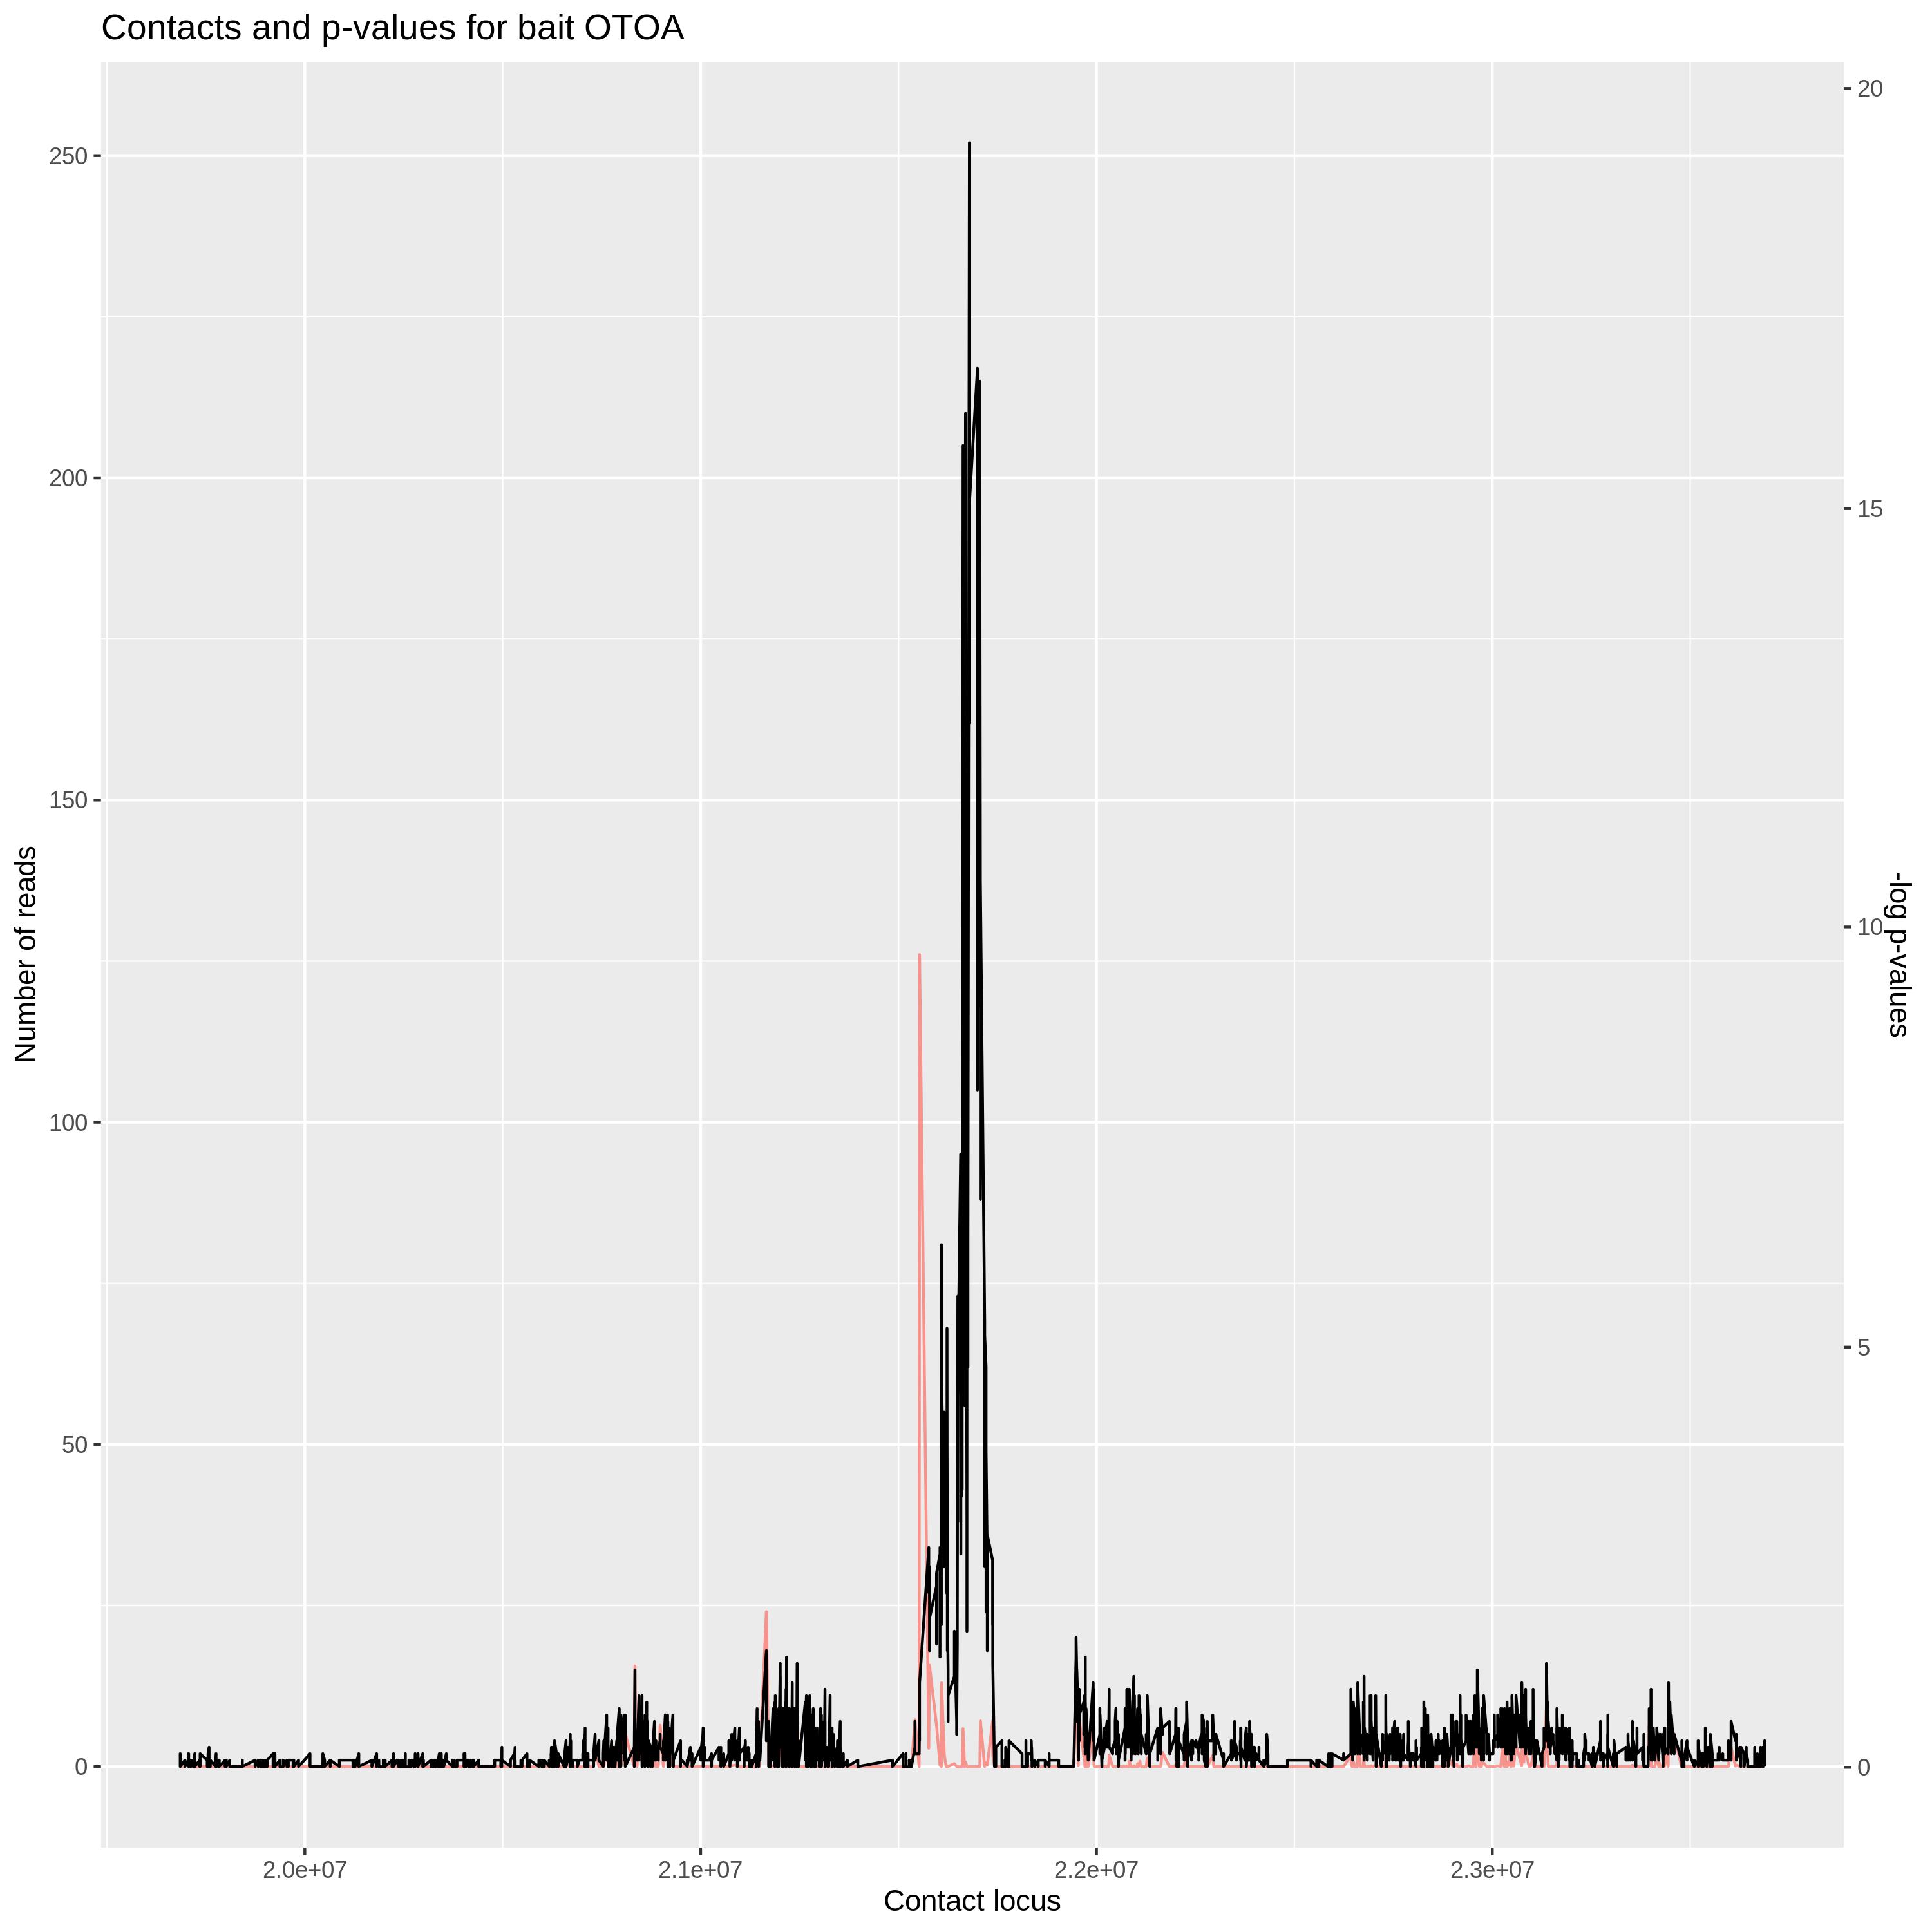 Contacts and p-values for bait OTOA
Number of reads
250
200
150
100
50
0
20
15
10
5
0
-log p-values
2.0e+07
2.1e+07
2.2e+07
2.3e+07
Contact locus